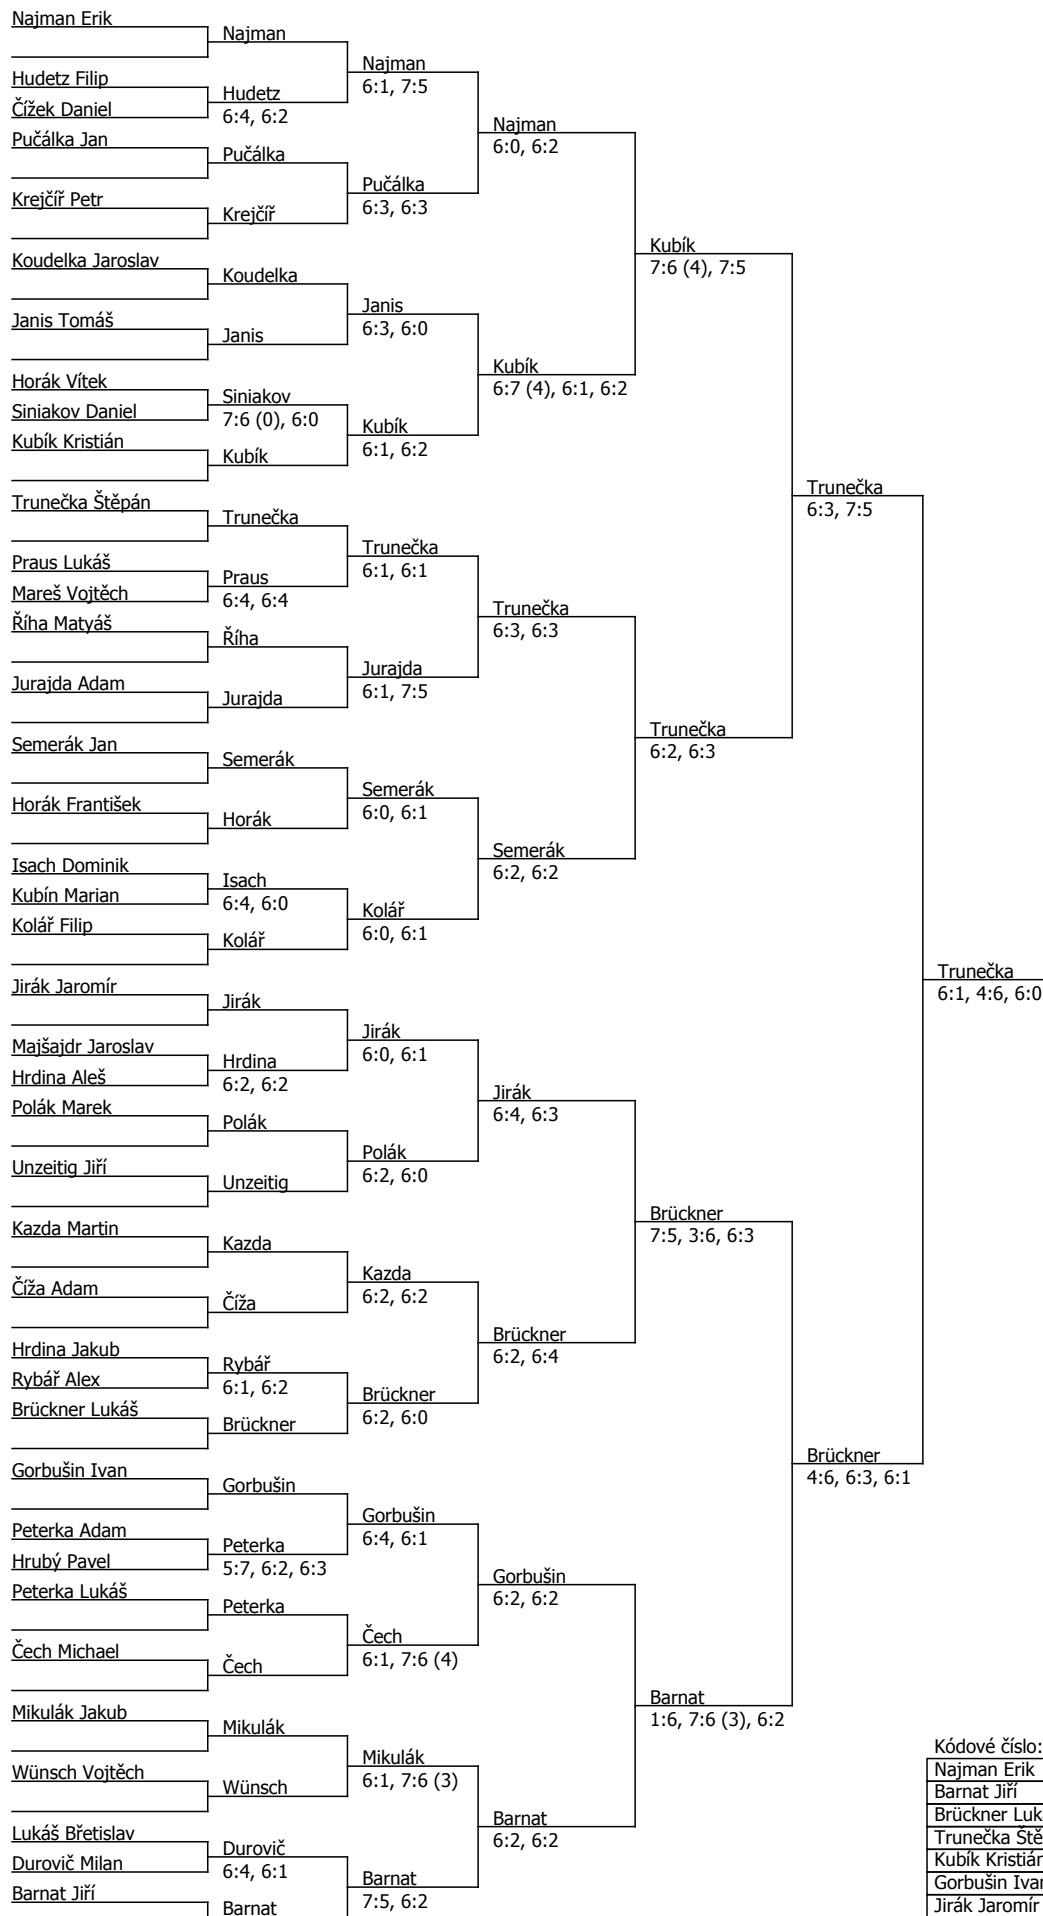 Najman Erik
Najman
Najman
6:1, 7:5
Hudetz Filip
Hudetz
6:4, 6:2
Čížek Daniel
Najman
6:0, 6:2
Pučálka Jan
Pučálka
Pučálka
6:3, 6:3
Krejčíř Petr
Krejčíř
Kubík
7:6 (4), 7:5
Koudelka Jaroslav
Koudelka
Janis
6:3, 6:0
Janis Tomáš
Janis
Kubík
6:7 (4), 6:1, 6:2
Horák Vítek
Siniakov
7:6 (0), 6:0
Siniakov Daniel
Kubík
6:1, 6:2
Kubík Kristián
Kubík
Trunečka
6:3, 7:5
Trunečka Štěpán
Trunečka
Trunečka
6:1, 6:1
Praus Lukáš
Praus
6:4, 6:4
Mareš Vojtěch
Trunečka
6:3, 6:3
Říha Matyáš
Říha
Jurajda
6:1, 7:5
Jurajda Adam
Jurajda
Trunečka
6:2, 6:3
Semerák Jan
Semerák
Semerák
6:0, 6:1
Horák František
Horák
Semerák
6:2, 6:2
Isach Dominik
Isach
6:4, 6:0
Kubín Marian
Kolář
6:0, 6:1
Kolář Filip
Kolář
Trunečka
6:1, 4:6, 6:0
Jirák Jaromír
Jirák
Jirák
6:0, 6:1
Majšajdr Jaroslav
Hrdina
6:2, 6:2
Hrdina Aleš
Jirák
6:4, 6:3
Polák Marek
Polák
Polák
6:2, 6:0
Unzeitig Jiří
Unzeitig
Brückner
7:5, 3:6, 6:3
Kazda Martin
Kazda
Kazda
6:2, 6:2
Číža Adam
Číža
Brückner
6:2, 6:4
Hrdina Jakub
Rybář
6:1, 6:2
Rybář Alex
Brückner
6:2, 6:0
Brückner Lukáš
Brückner
Brückner
4:6, 6:3, 6:1
Gorbušin Ivan
Gorbušin
Gorbušin
6:4, 6:1
Peterka Adam
Peterka
5:7, 6:2, 6:3
Hrubý Pavel
Gorbušin
6:2, 6:2
Peterka Lukáš
Peterka
Čech
6:1, 7:6 (4)
Čech Michael
Čech
Barnat
1:6, 7:6 (3), 6:2
Mikulák Jakub
Mikulák
Mikulák
6:1, 7:6 (3)
Wünsch Vojtěch
Wünsch
Barnat
6:2, 6:2
Lukáš Břetislav
Durovič
6:4, 6:1
Durovič Milan
Barnat
7:5, 6:2
Barnat Jiří
Barnat
Kódové číslo:
Najman Erik
Barnat Jiří
Brückner Luk
Trunečka Ště
Kubík Kristián
Gorbušin Ivan
Jirák Jaromír